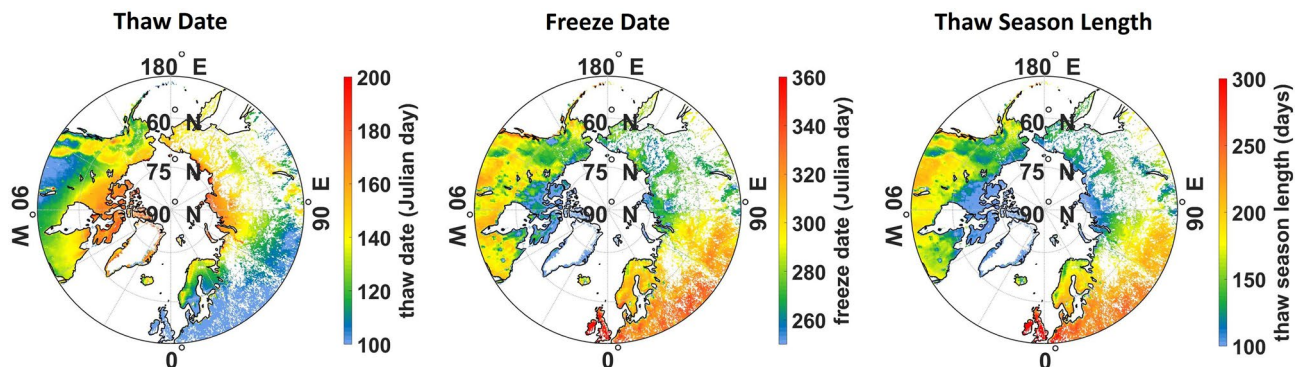 Thaw Date
180° E
60° N
75° N
90° N
90° E
90° W
0°
200
180
160
140
120
100
thaw date (Julian day)
Freeze Date
180° E
60° N
75° N
90° N
90° E
90° W
0°
360
340
320
300
280
260
freeze date (Julian day)
Thaw Season Length
180° E
60° N
75° N
90° N
90° E
90° W
0°
300
250
200
150
100
thaw season length (days)